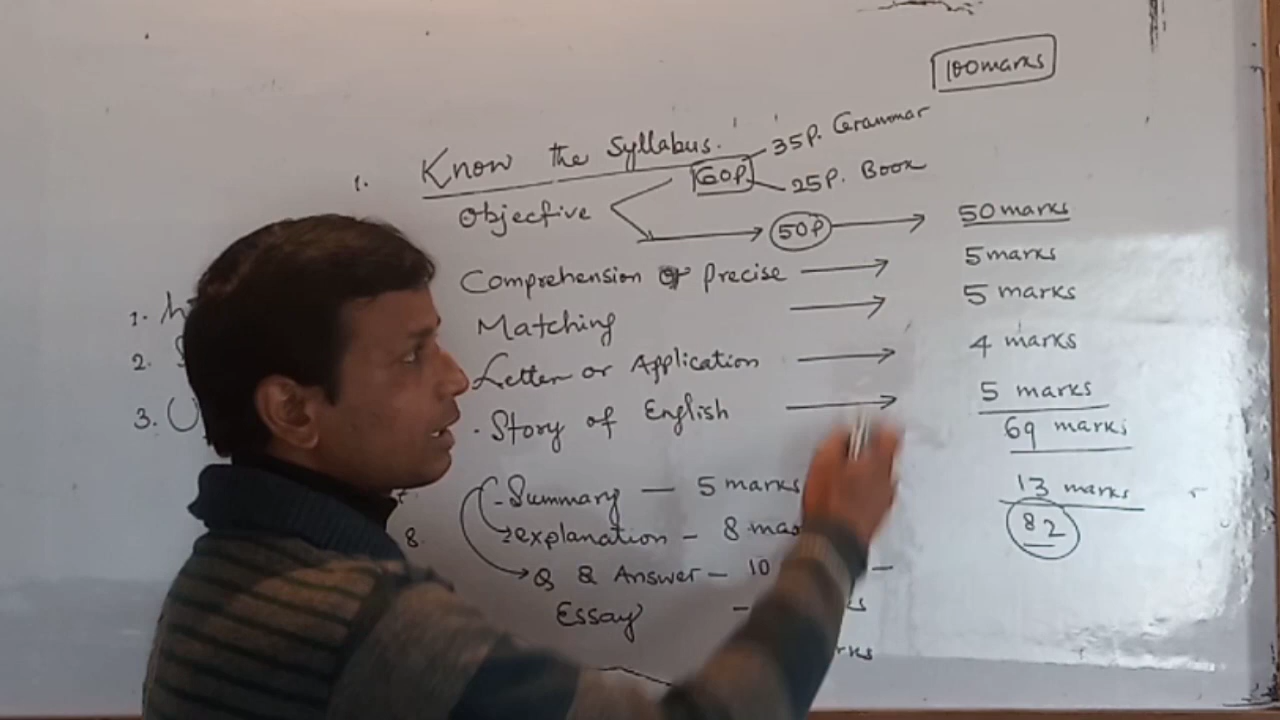 100 marks
1. Know the Syllabus.
35P. Grammar
Objective 60P 25P. Book
50P → 50 marks
Comprehension or Precise → 5 marks
Matching → 5 marks
Letter or Application → 4 marks
Story of English → 5 marks
69 marks
Summary — 5 marks
13 marks
8. explanation – 8
82
Q & Answer – 10
Essay –
1.
2.
3.